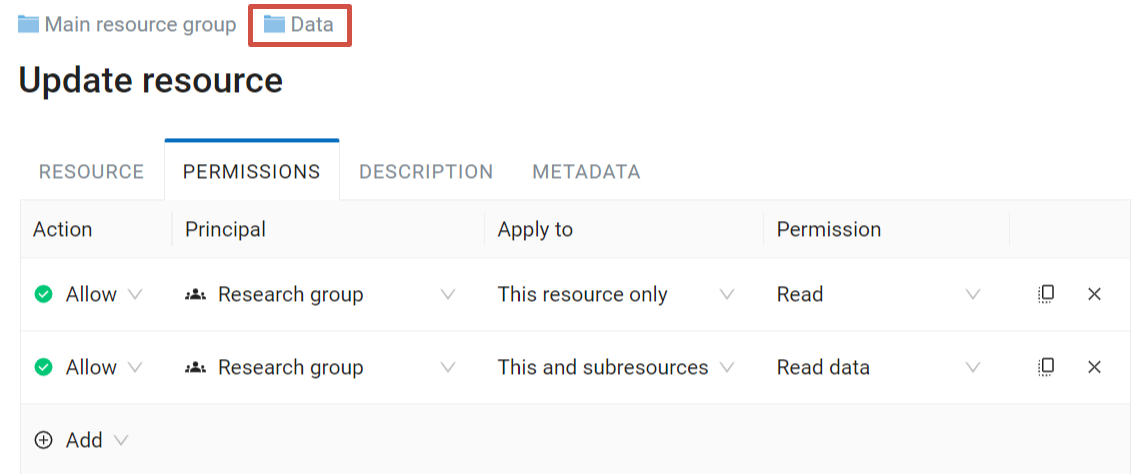 Main resource group Data
Update resource
RESOURCE PERMISSIONS DESCRIPTION METADATA
Action Principal Apply to Permission
Allow Research group This resource only Read
Allow Research group This and subresources Read data
Add